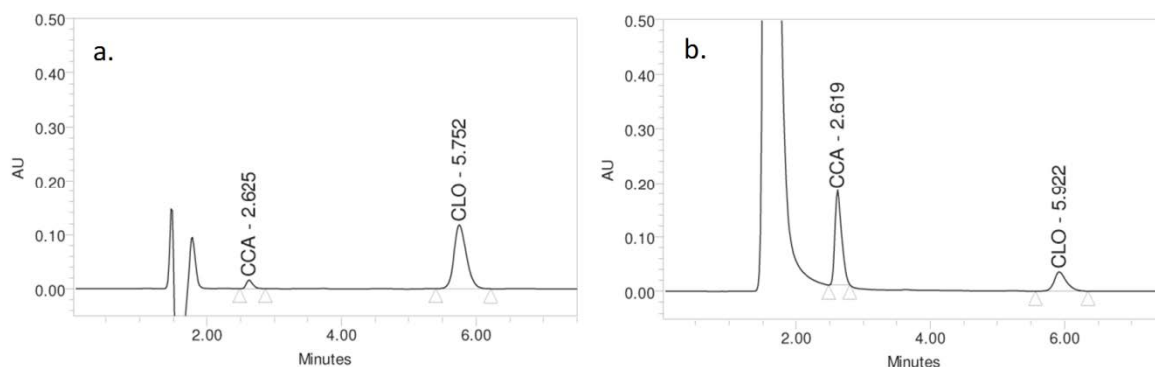 a.
0.50
0.40
0.30
0.20
0.10
0.00
AU
CCA - 2.625
CLO - 5.752
2.00
4.00
6.00
Minutes
b.
0.50
0.40
0.30
0.20
0.10
0.00
AU
CCA - 2.619
CLO - 5.922
2.00
4.00
6.00
Minutes